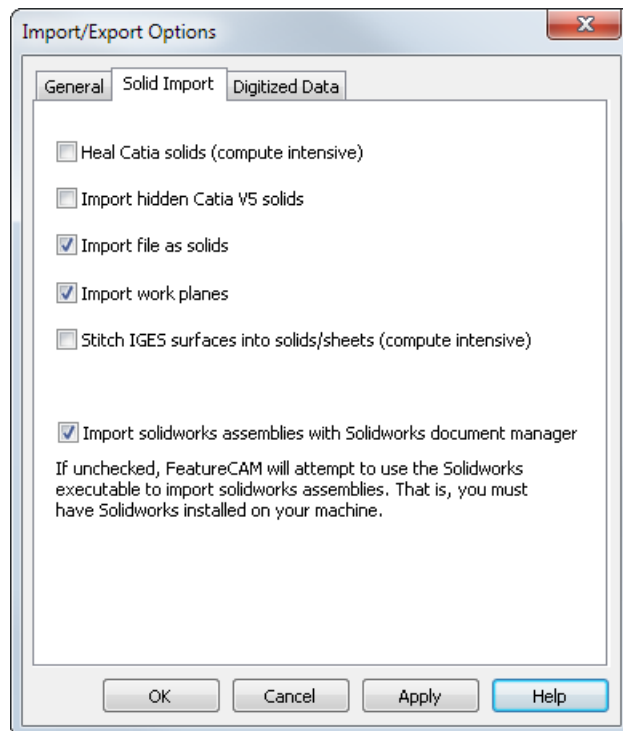 Import/Export Options
General
Solid Import
Digitized Data
Heal Catia solids (compute intensive)
Import hidden Catia V5 solids
Import file as solids
Import work planes
Stitch IGES surfaces into solids/sheets (compute intensive)
Import solidworks assemblies with Solidworks document manager
If unchecked, FeatureCAM will attempt to use the Solidworks
executable to import solidworks assemblies. That is, you must
have Solidworks installed on your machine.
OK
Cancel
Apply
Help